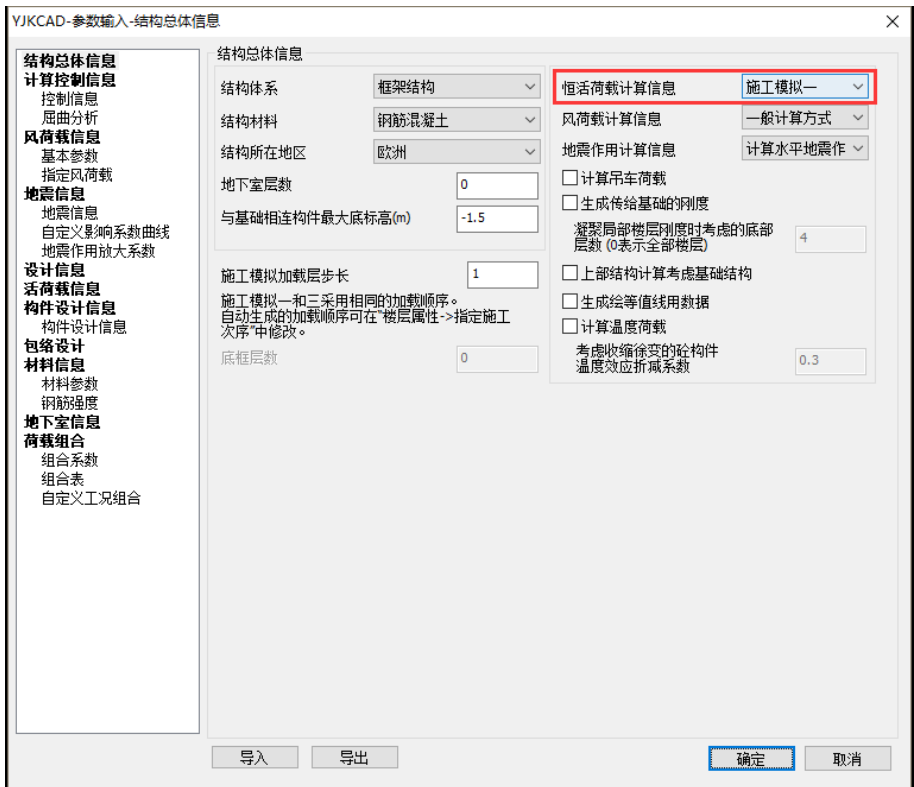 YJKCAD-参数输入-结构总体信息
结构总体信息
计算控制信息
控制信息
屈曲分析
风荷载信息
基本参数
指定风荷载
地震信息
地震信息
自定义影响系数曲线
地震作用放大系数
设计信息
活荷载信息
构件设计信息
构件设计信息
包络设计
材料信息
材料参数
钢筋强度
地下室信息
荷载组合
组合系数
组合表
自定义工况组合
结构总体信息
结构体系 框架结构
结构材料 钢筋混凝土
结构所在地区 欧洲
地下室层数 0
与基础相连构件最大底标高(m) -1.5
施工模拟加载层步长 1
施工模拟一和三采用相同的加载顺序。
自动生成的加载顺序可在"楼层属性->指定施工
次序"中修改。
底框层数 0
恒活荷载计算信息 施工模拟一
风荷载计算信息 一般计算方式
地震作用计算信息 计算水平地震作
计算吊车荷载
生成传给基础的刚度
凝聚局部楼层刚度时考虑的底部
层数 (0表示全部楼层) 4
上部结构计算考虑基础结构
生成绘等值线用数据
计算温度荷载
考虑收缩徐变的砼构件
温度效应折减系数 0.3
导入 导出 确定 取消